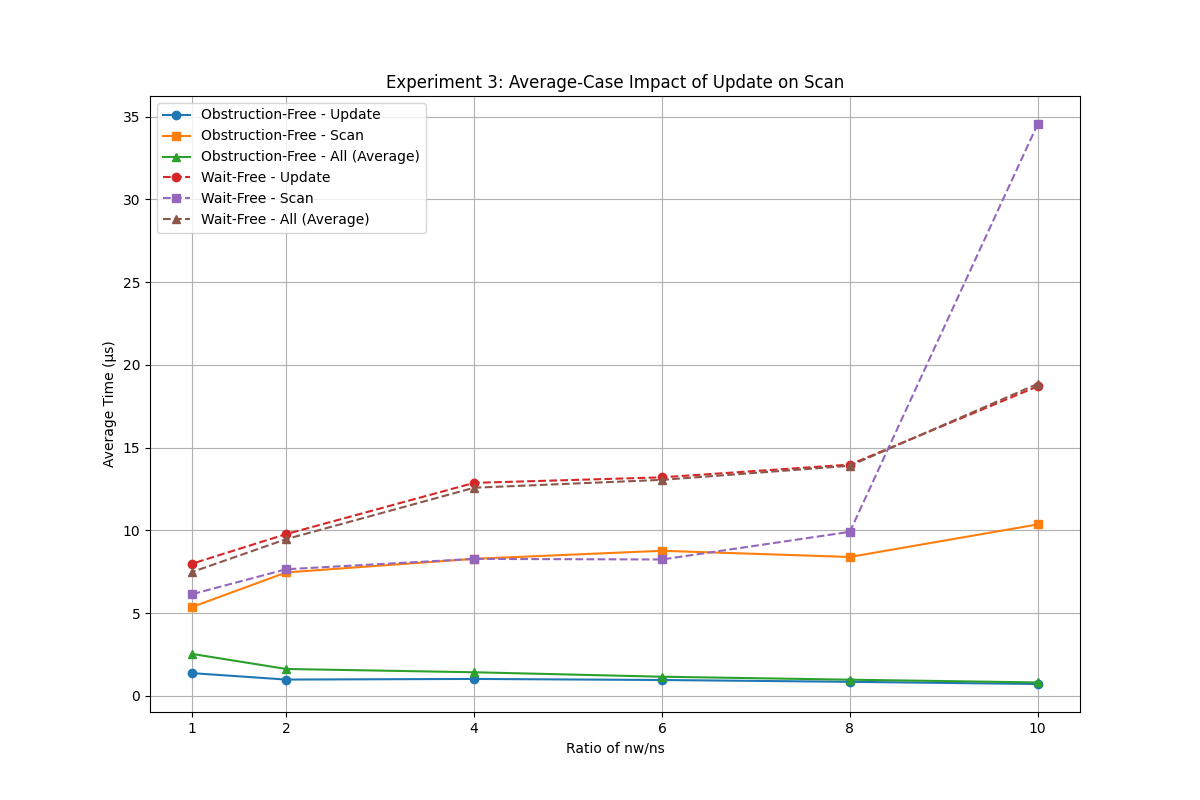 Experiment 3: Average-Case Impact of Update on Scan
Obstruction-Free - Update
Obstruction-Free - Scan
Obstruction-Free - All (Average)
Wait-Free - Update
Wait-Free - Scan
Wait-Free - All (Average)
35
30
25
20
15
10
5
0
Average Time (µs)
1 2 4 6 8 10
Ratio of nw/ns